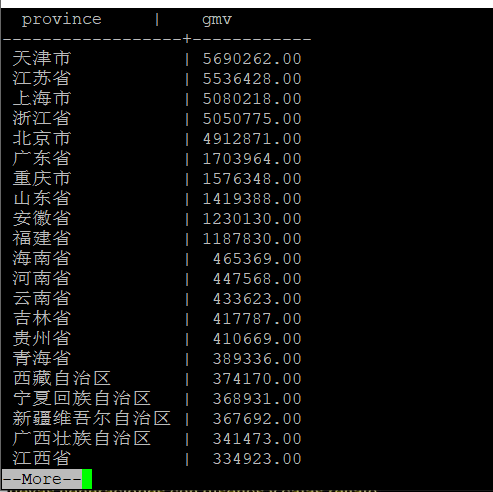 province | gmv
------------------+------------
天津市 | 5690262.00
江苏省 | 5536428.00
上海市 | 5080218.00
浙江省 | 5050775.00
北京市 | 4912871.00
广东省 | 1703964.00
重庆市 | 1576348.00
山东省 | 1419388.00
安徽省 | 1230130.00
福建省 | 1187830.00
海南省 | 465369.00
河南省 | 447568.00
云南省 | 433623.00
吉林省 | 417787.00
贵州省 | 410669.00
青海省 | 389336.00
西藏自治区 | 374170.00
宁夏回族自治区 | 368931.00
新疆维吾尔自治区 | 367692.00
广西壮族自治区 | 341473.00
江西省 | 334923.00
--More--